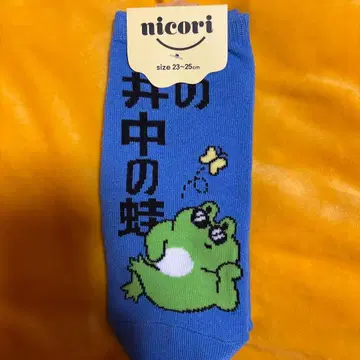 nicori
size 23~25cm
の
井中の蛙